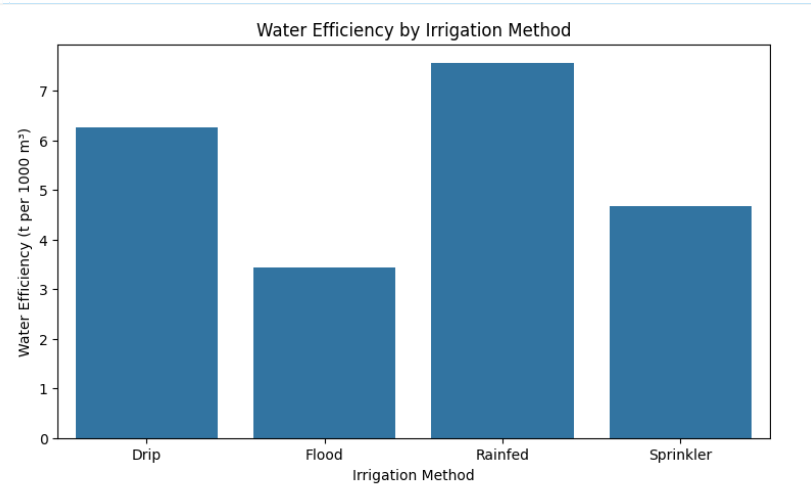 Water Efficiency by Irrigation Method
Water Efficiency (t per 1000 m³)
7
6
5
4
3
2
1
0
Drip Flood Rainfed Sprinkler
Irrigation Method